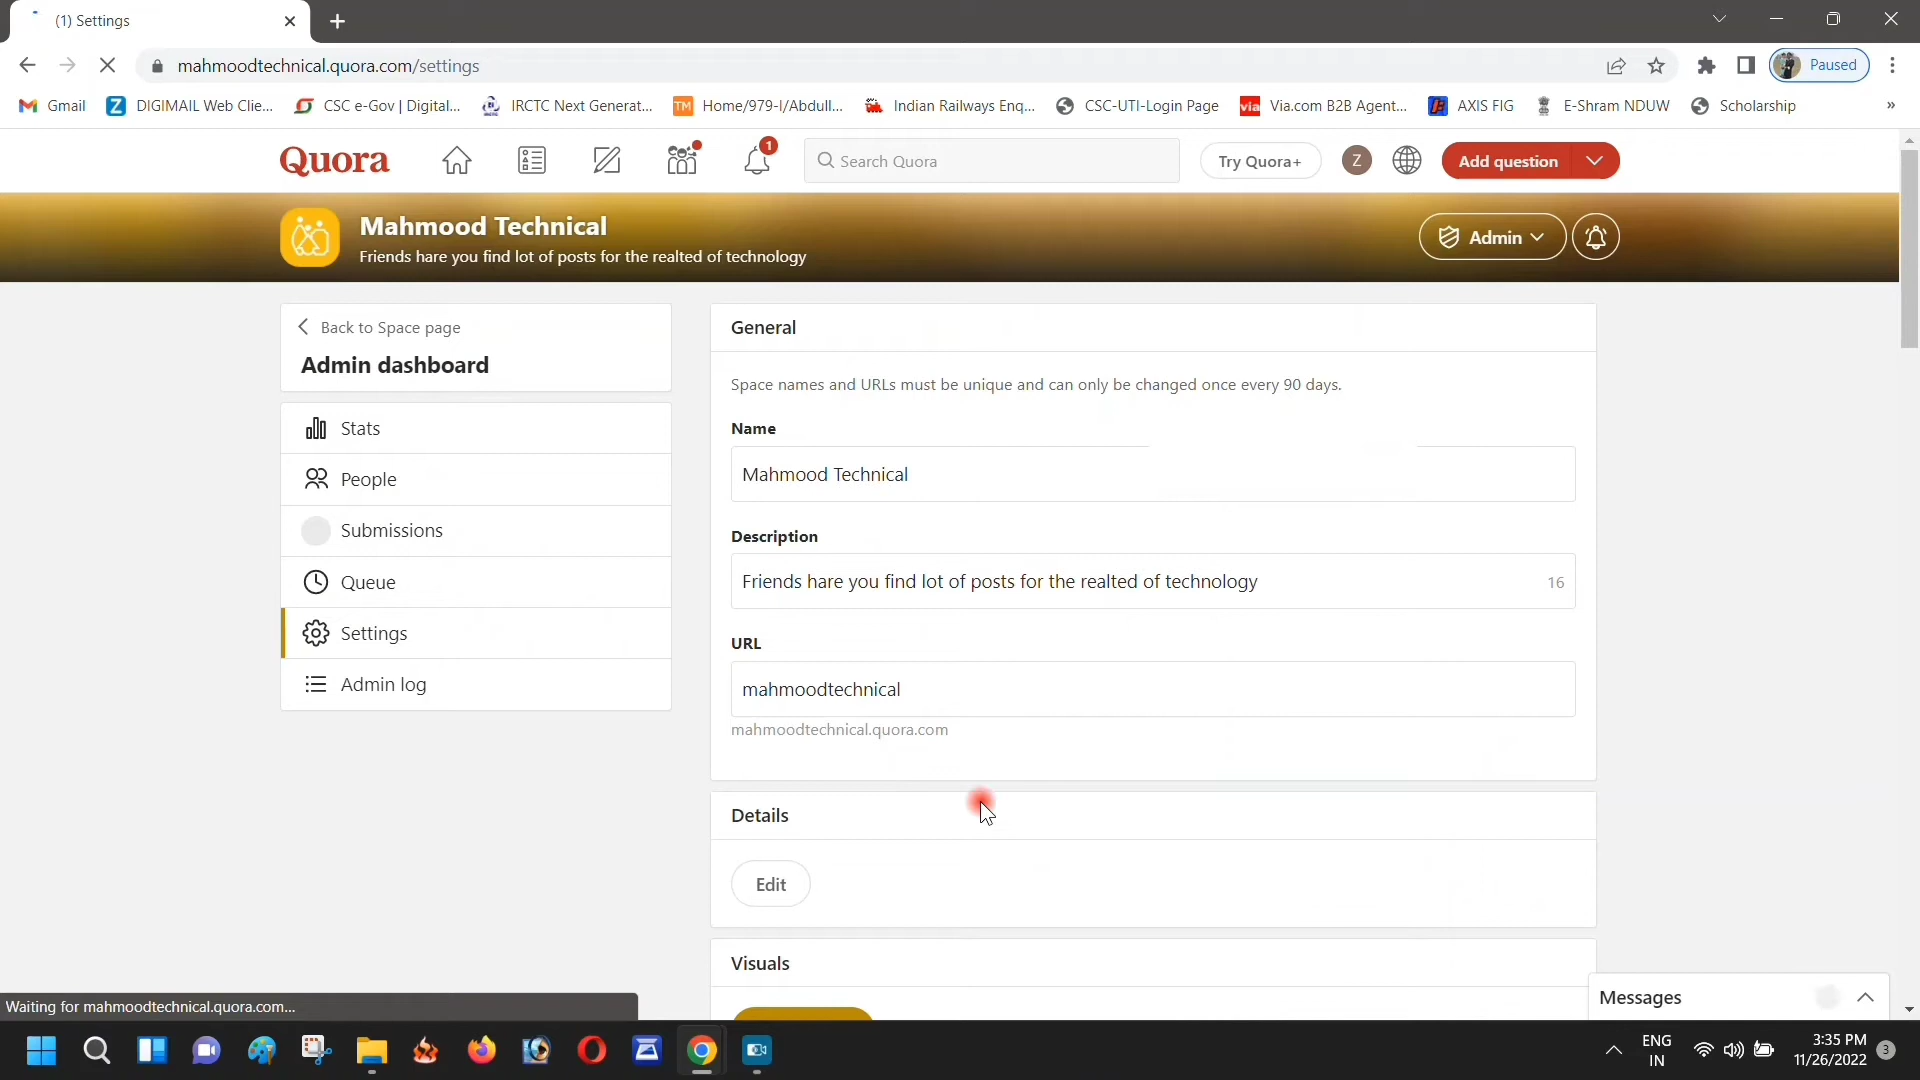 (1) Settings
mahmoodtechnical.quora.com/settings
Paused
Gmail
DIGIMAIL Web Clie...
CSC e-Gov | Digital...
IRCTC Next Generat...
TM Home/979-I/Abdull...
Indian Railways Enq...
CSC-UTI-Login Page
via Via.com B2B Agent...
AXIS FIG
E-Shram NDUW
Scholarship
»
Quora
1
Search Quora
Try Quora+
Z
Add question
Mahmood Technical
Friends hare you find lot of posts for the realted of technology
Admin
Back to Space page
Admin dashboard
Stats
People
Submissions
Queue
Settings
Admin log
General
Space names and URLs must be unique and can only be changed once every 90 days.
Name
Mahmood Technical
Description
Friends hare you find lot of posts for the realted of technology
16
URL
mahmoodtechnical
mahmoodtechnical.quora.com
Details
Edit
Visuals
Messages
Waiting for mahmoodtechnical.quora.com...
ENG
IN
3:35 PM
11/26/2022
3